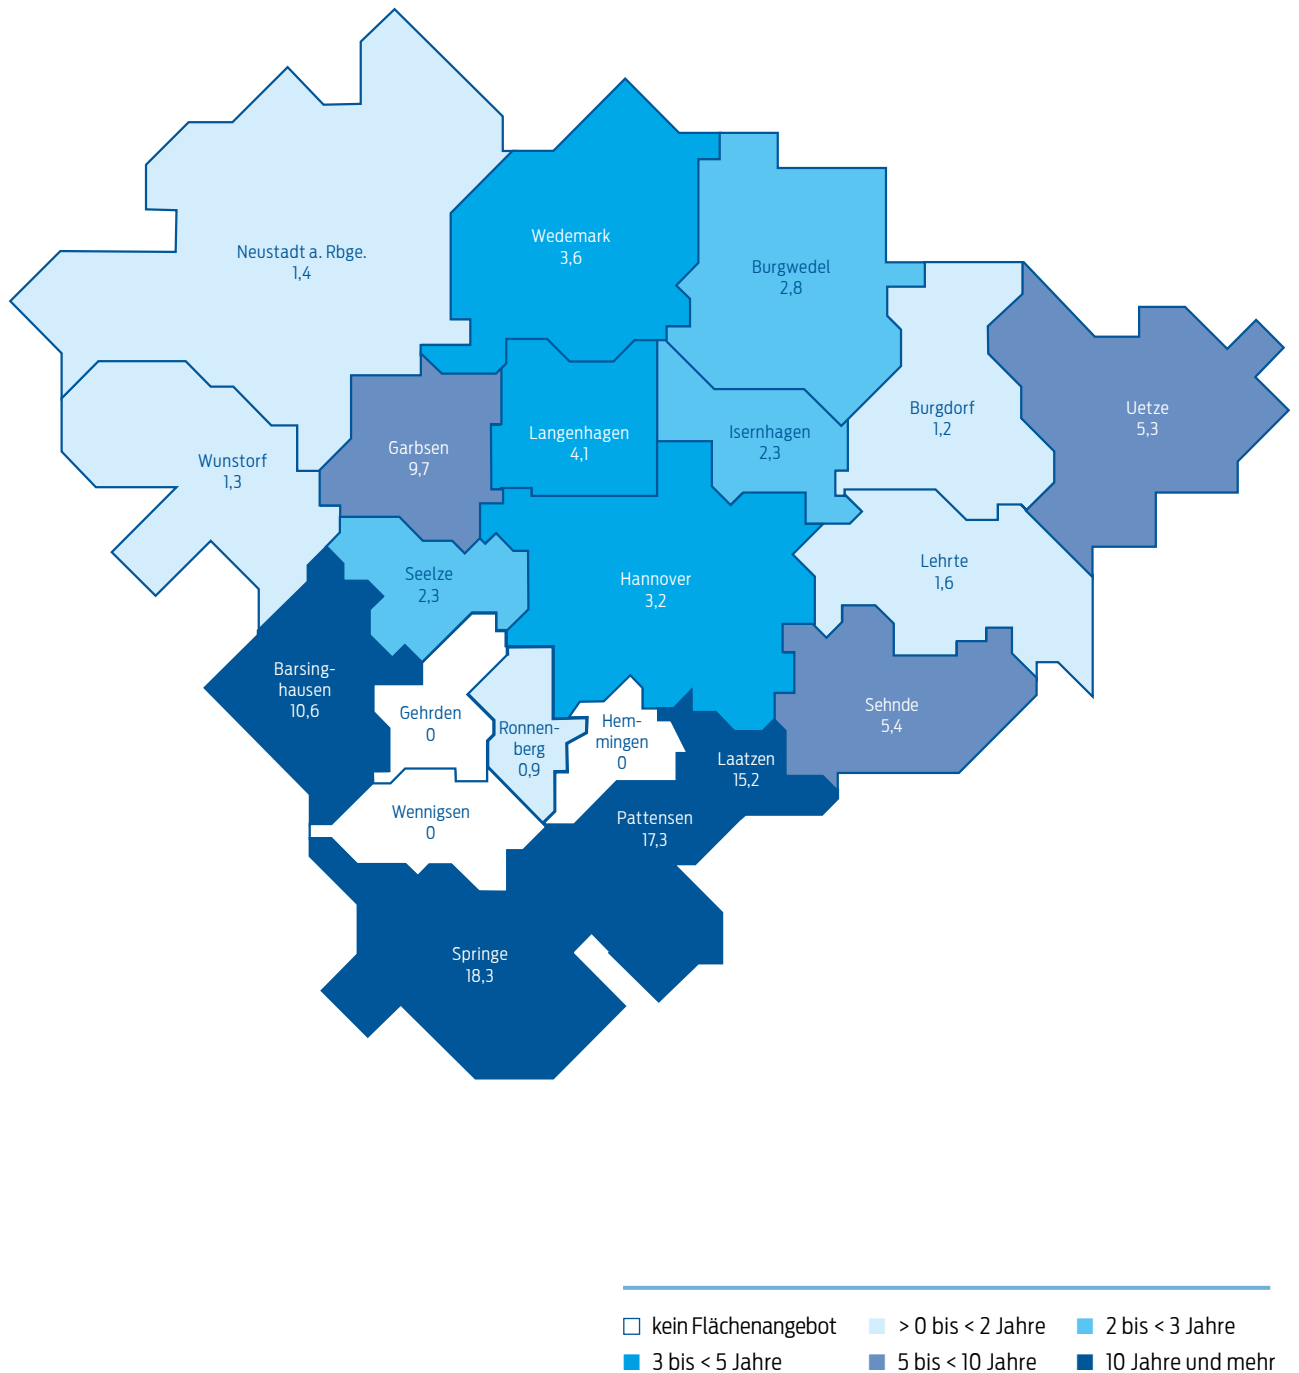 Neustadt a. Rbge.
1,4
Wedemark
3,6
Burgwedel
2,8
Burgdorf
1,2
Uetze
5,3
Garbsen
9,7
Langenhagen
4,1
Isernhagen
2,3
Wunstorf
1,3
Seelze
2,3
Hannover
3,2
Lehrte
1,6
Barsing-
hausen
10,6
Gehrden
0
Ronnen-
berg
0,9
Hem-
mingen
0
Laatzen
15,2
Sehnde
5,4
Wennigsen
0
Pattensen
17,3
Springe
18,3
kein Flächenangebot
> 0 bis < 2 Jahre
2 bis < 3 Jahre
3 bis < 5 Jahre
5 bis < 10 Jahre
10 Jahre und mehr